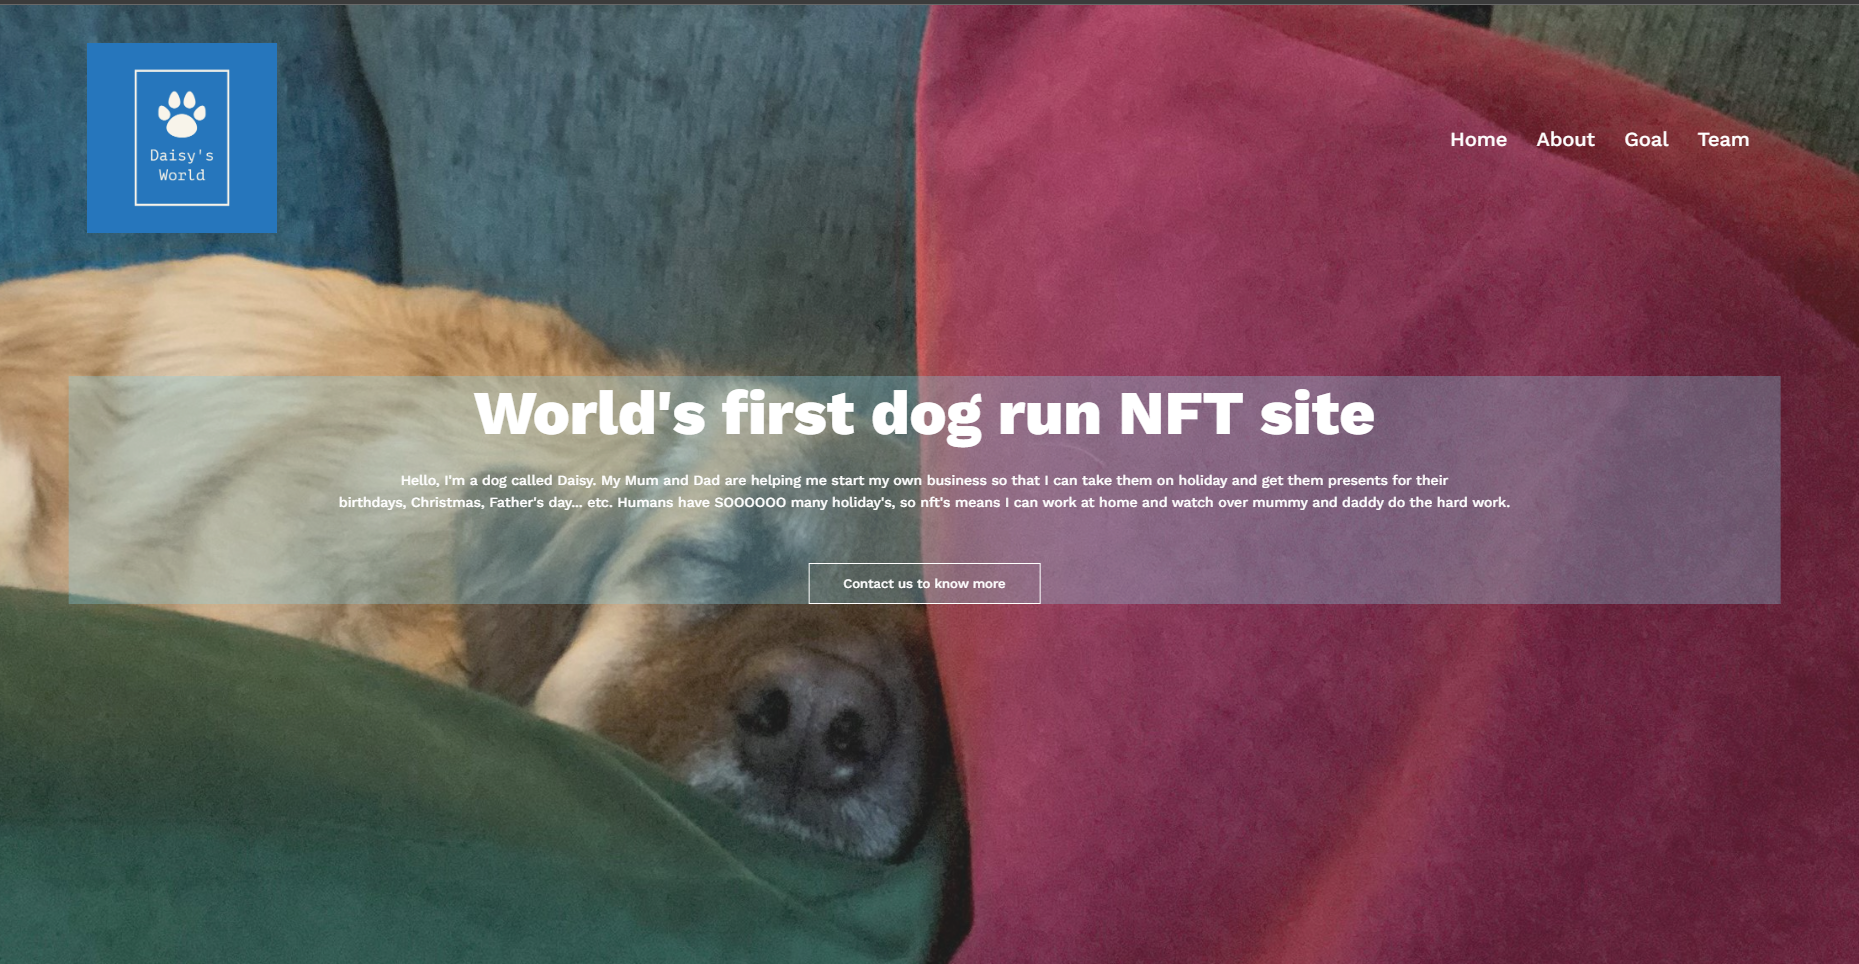 Daisy's
World
Home About Goal Team
World's first dog run NFT site
Hello, I'm a dog called Daisy. My Mum and Dad are helping me start my own business so that I can take them on holiday and get them presents for their
birthdays, Christmas, Father's day... etc. Humans have SOOOOOO many holiday's, so nft's means I can work at home and watch over mummy and daddy do the hard work.
Contact us to know more